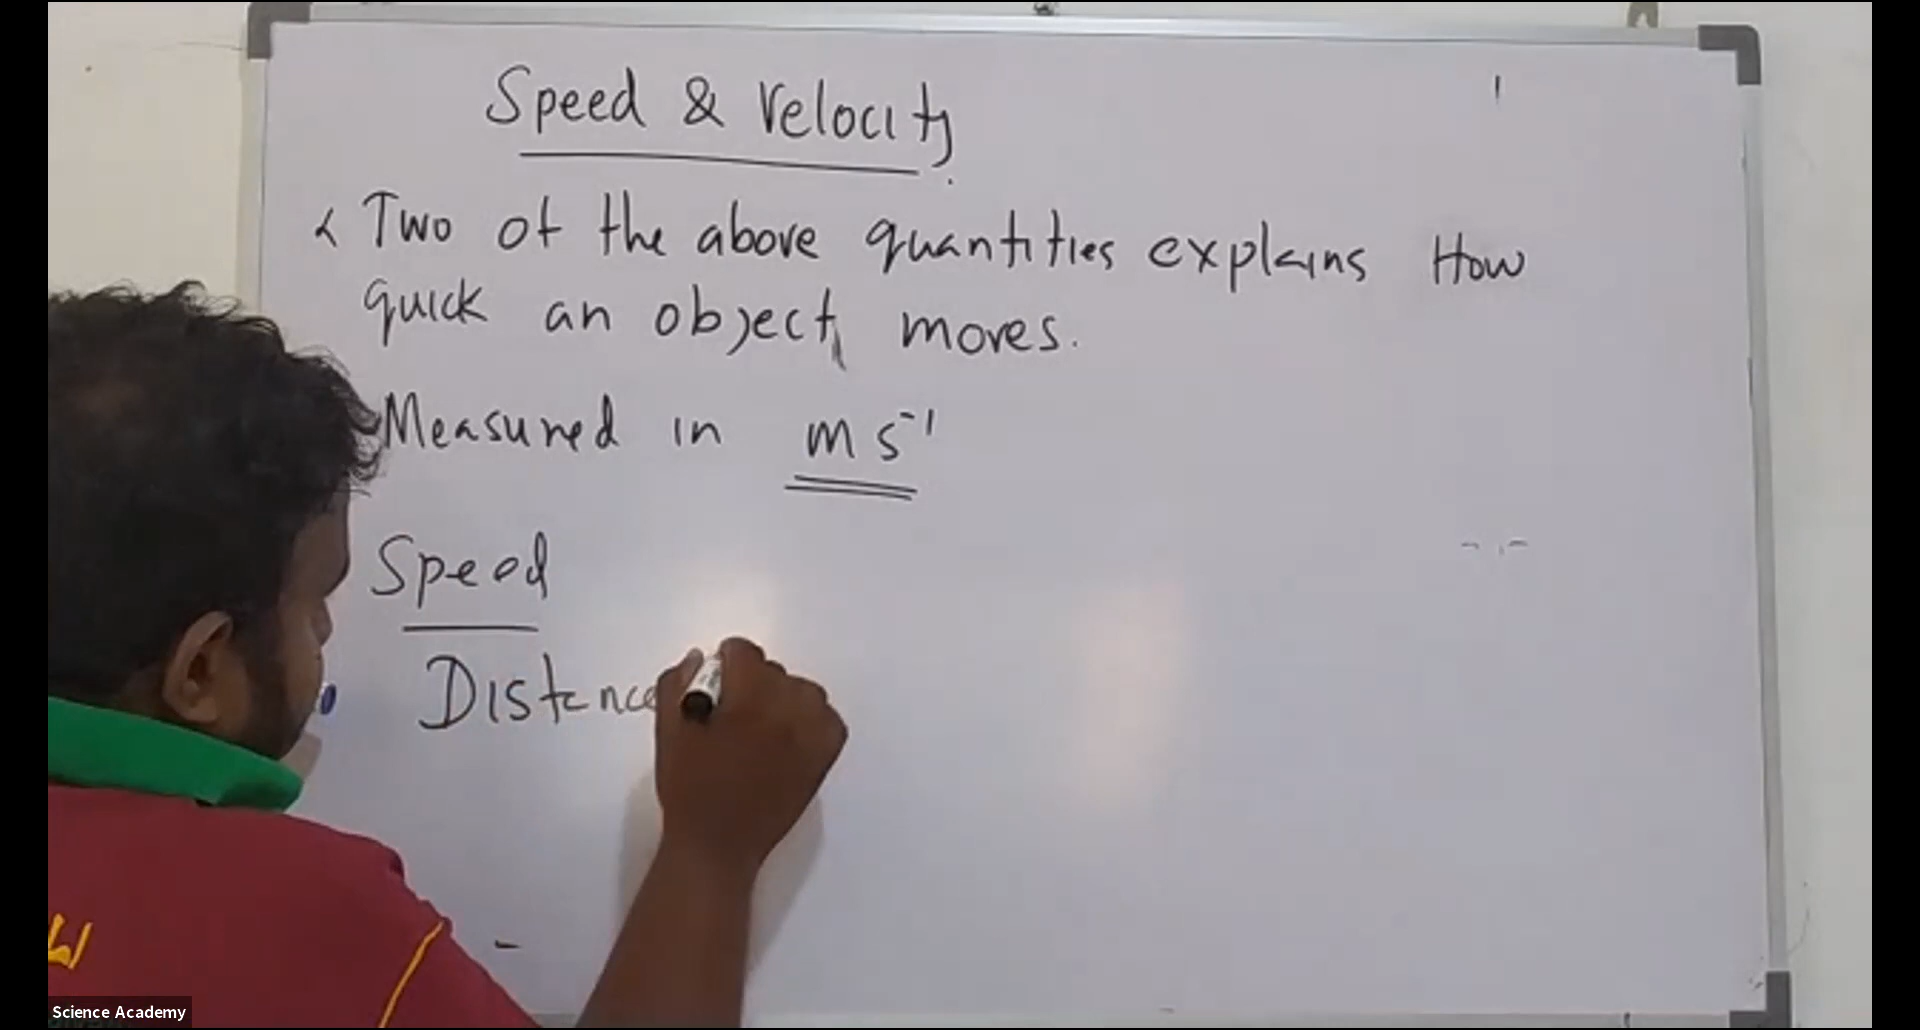 Speed & Velocity
Two of the above quantities explains How
quick an object moves.
Measured in ms⁻¹
Speed
Distance
Science Academy